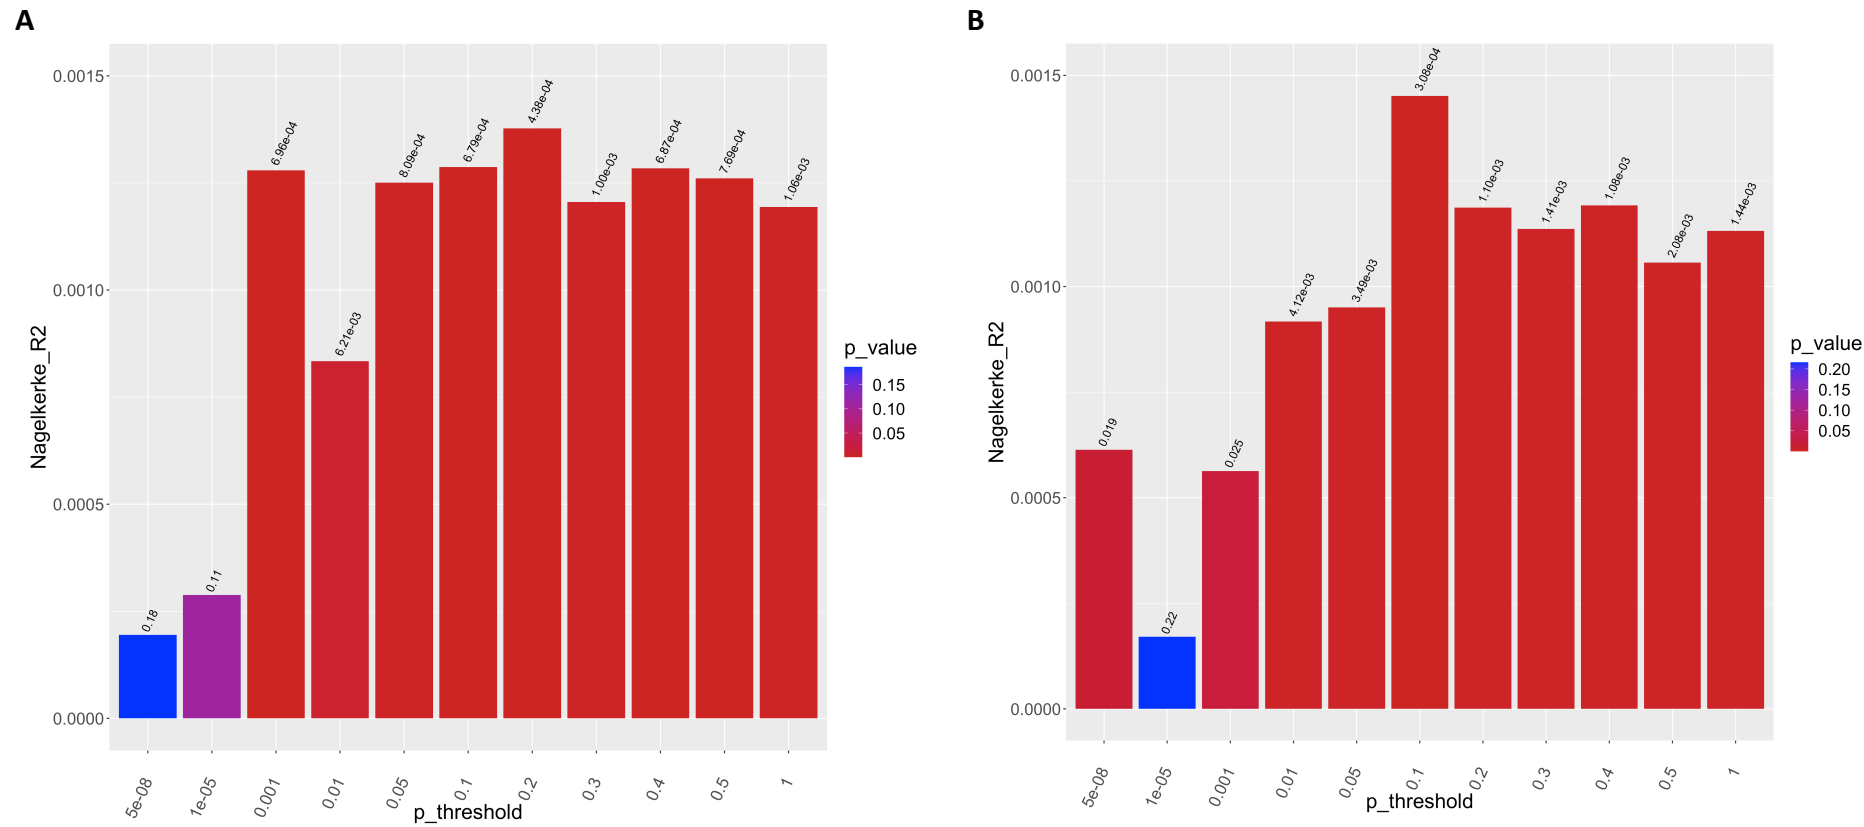 A
0.0015
0.0010
0.0005
0.0000
Nagelkerke_R2
0.18
0.11
6.96e-04
6.21e-03
8.09e-04
6.79e-04
4.38e-04
1.00e-03
6.87e-04
7.69e-04
1.06e-03
5e-08
1e-05
0.001
0.01
0.05
0.1
0.2
0.3
0.4
0.5
1
p_threshold
p_value
0.15
0.10
0.05
B
0.0015
0.0010
0.0005
0.0000
Nagelkerke_R2
0.019
0.22
0.025
4.12e-03
3.49e-03
3.08e-04
1.10e-03
1.41e-03
1.08e-03
2.08e-03
1.44e-03
5e-08
1e-05
0.001
0.01
0.05
0.1
0.2
0.3
0.4
0.5
1
p_threshold
p_value
0.20
0.15
0.10
0.05